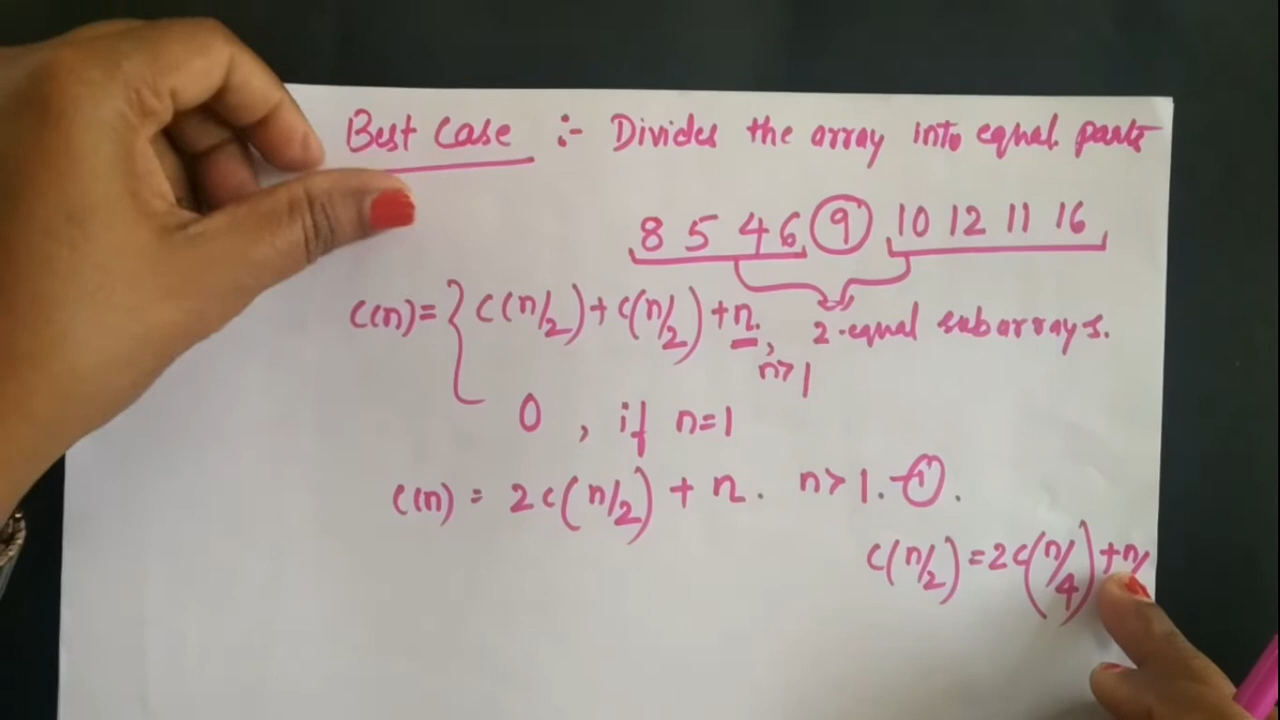 Best Case :- Divides the array into equal parts
8 5 4 6 9 10 12 11 16
C(n)= { C(n/2)+C(n/2)+n, n>1
2-equal subarrays.
0 , if n=1
C(n) = 2C(n/2) + n. n>1.-①.
C(n/2)=2C(n/4)+n/